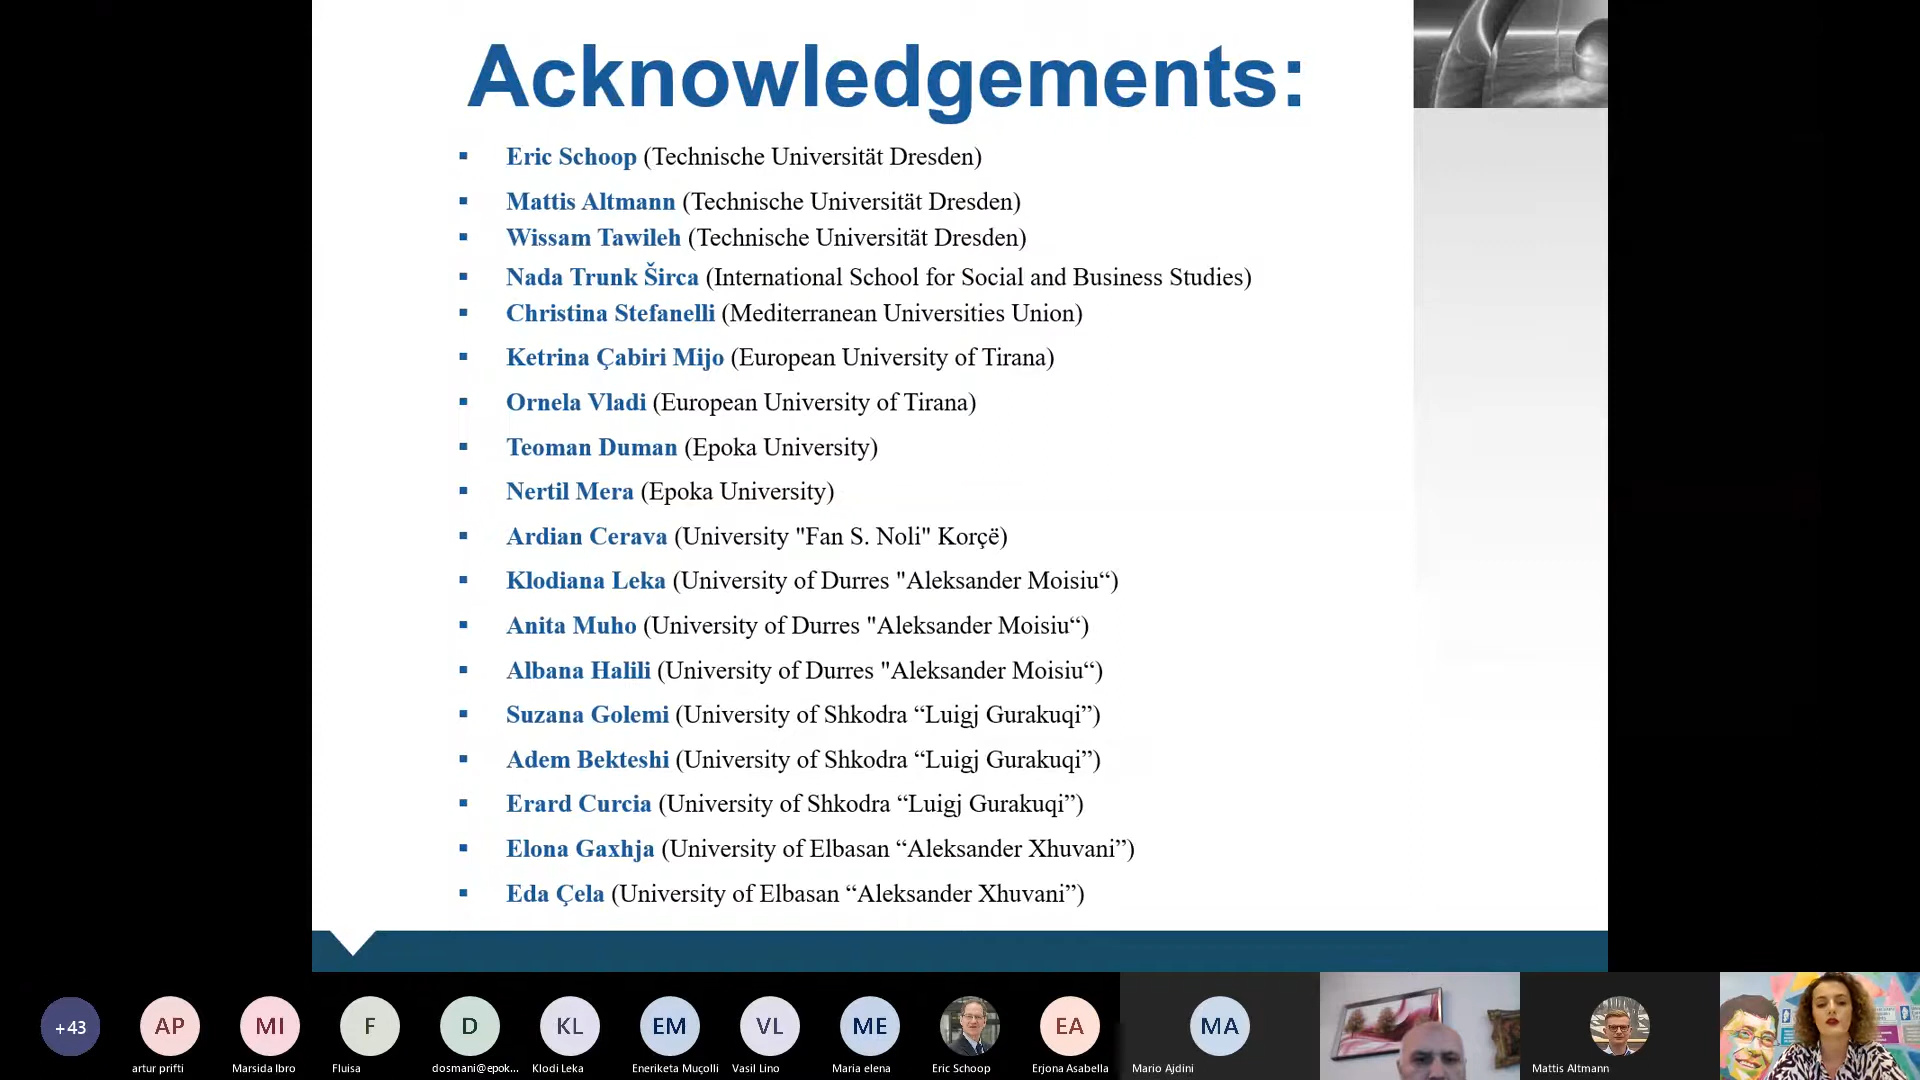 Acknowledgements:
Eric Schoop (Technische Universität Dresden)
Mattis Altmann (Technische Universität Dresden)
Wissam Tawileh (Technische Universität Dresden)
Nada Trunk Širca (International School for Social and Business Studies)
Christina Stefanelli (Mediterranean Universities Union)
Ketrina Çabiri Mijo (European University of Tirana)
Ornela Vladi (European University of Tirana)
Teoman Duman (Epoka University)
Nertil Mera (Epoka University)
Ardian Cerava (University "Fan S. Noli" Korçë)
Klodiana Leka (University of Durres "Aleksander Moisiu“)
Anita Muho (University of Durres "Aleksander Moisiu“)
Albana Halili (University of Durres "Aleksander Moisiu“)
Suzana Golemi (University of Shkodra “Luigj Gurakuqi”)
Adem Bekteshi (University of Shkodra “Luigj Gurakuqi”)
Erard Curcia (University of Shkodra “Luigj Gurakuqi”)
Elona Gaxhja (University of Elbasan “Aleksander Xhuvani”)
Eda Çela (University of Elbasan “Aleksander Xhuvani”)
+43 AP MI F D KL EM VL ME EA MA
artur prifti Marsida Ibro Fluisa dosmani@epok... Klodi Leka Eneriketa Muçolli Vasil Lino Maria elena Eric Schoop Erjona Asabella Mario Ajdini Mattis Altmann